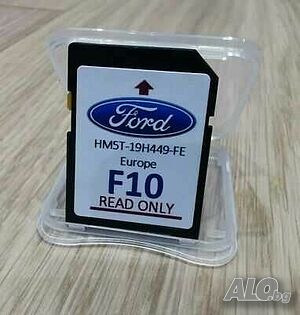 Ford
HM5T-19H449-FE
Europe
F10
READ ONLY
ALO.bg